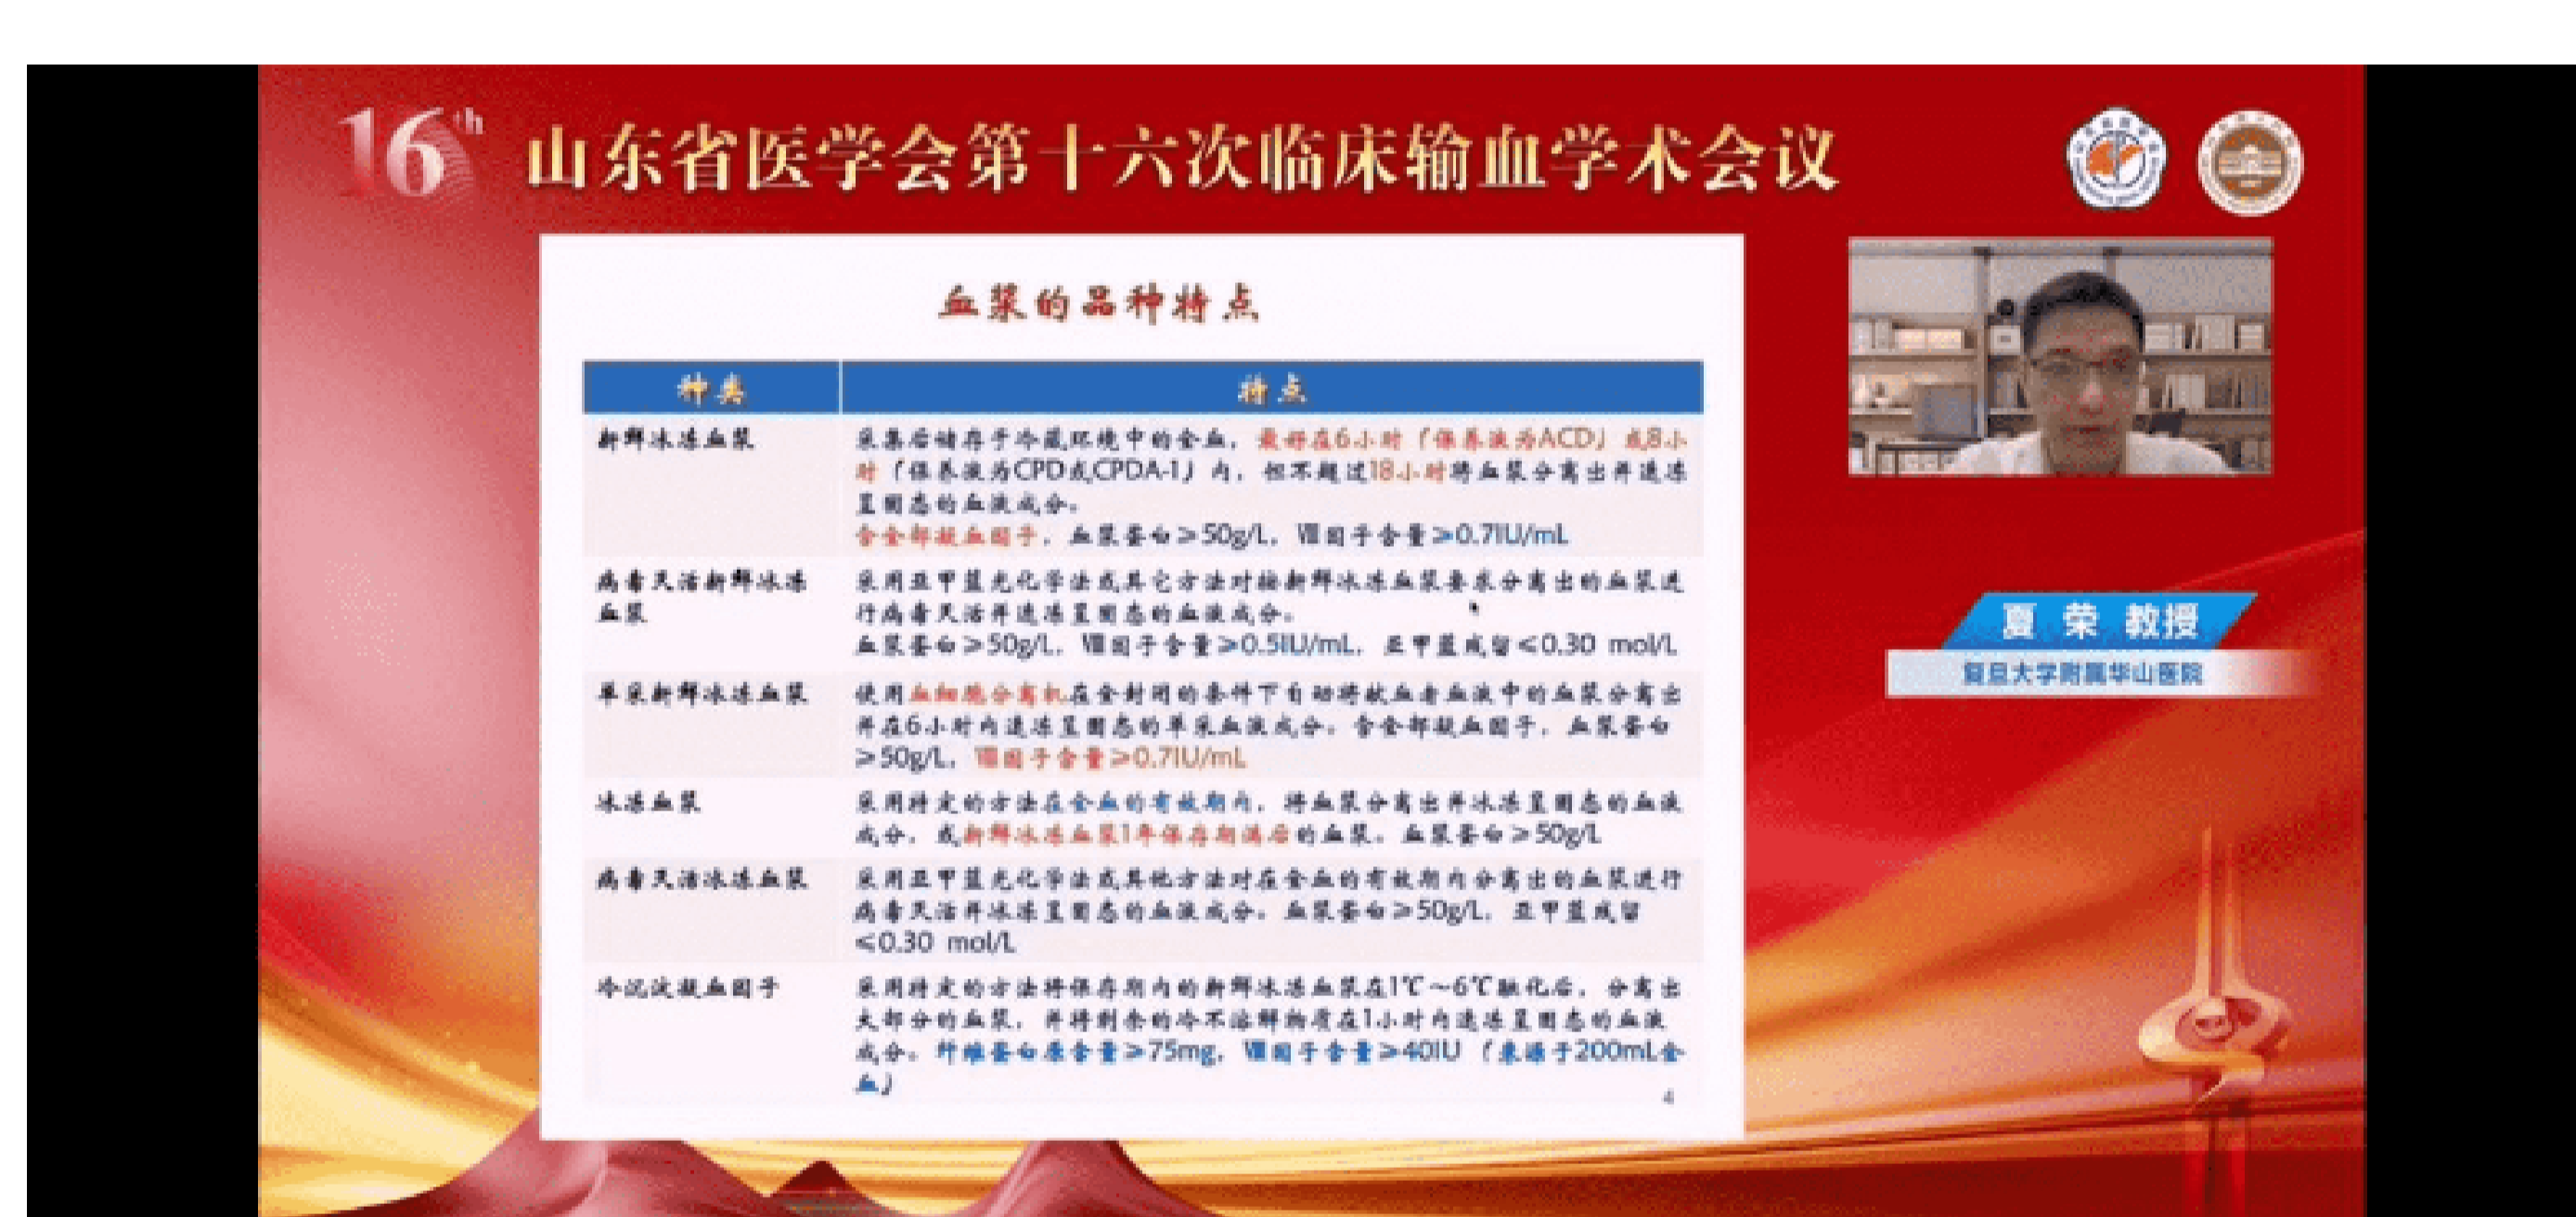 16th
山东省医学会第十六次临床输血学术会议
血浆的品种特点
种类
特点
新鲜冰冻血浆
采集后储存于冷藏环境中的全血，最好在6小时（保养液为ACD）或8小
时（保养液为CPD或CPDA-1）内，但不超过18小时将血浆分离出并速冻
呈固态的血液成分。
含全部凝血因子，血浆蛋白≥50g/L，Ⅷ因子含量≥0.7IU/mL
病毒灭活新鲜冰冻
血浆
采用亚甲蓝光化学法或其它方法对按新鲜冰冻血浆要求分离出的血浆进
行病毒灭活并速冻呈固态的血液成分。
血浆蛋白≥50g/L，Ⅷ因子含量≥0.5IU/mL，亚甲蓝残留≤0.30 mol/L
单采新鲜冰冻血浆
使用血细胞分离机在全封闭的条件下自动将献血者血液中的血浆分离出
并在6小时内速冻呈固态的单采血液成分。含全部凝血因子，血浆蛋白
≥50g/L，Ⅷ因子含量≥0.7IU/mL
冰冻血浆
采用特定的方法在全血的有效期内，将血浆分离出并冰冻呈固态的血液
成分，或新鲜冰冻血浆1年保存期满后的血浆。血浆蛋白≥50g/L
病毒灭活冰冻血浆
采用亚甲蓝光化学法或其他方法对在全血的有效期内分离出的血浆进行
病毒灭活并冰冻呈固态的血液成分。血浆蛋白≥50g/L，亚甲蓝残留
≤0.30 mol/L
冷沉淀凝血因子
采用特定的方法将保存期内的新鲜冰冻血浆在1℃～6℃融化后，分离出
大部分的血浆，并将剩余的冷不溶解物质在1小时内速冻呈固态的血液
成分。纤维蛋白原含量≥75mg，Ⅷ因子含量≥40IU（来源于200mL全
血）
4
夏 荣 教授
复旦大学附属华山医院